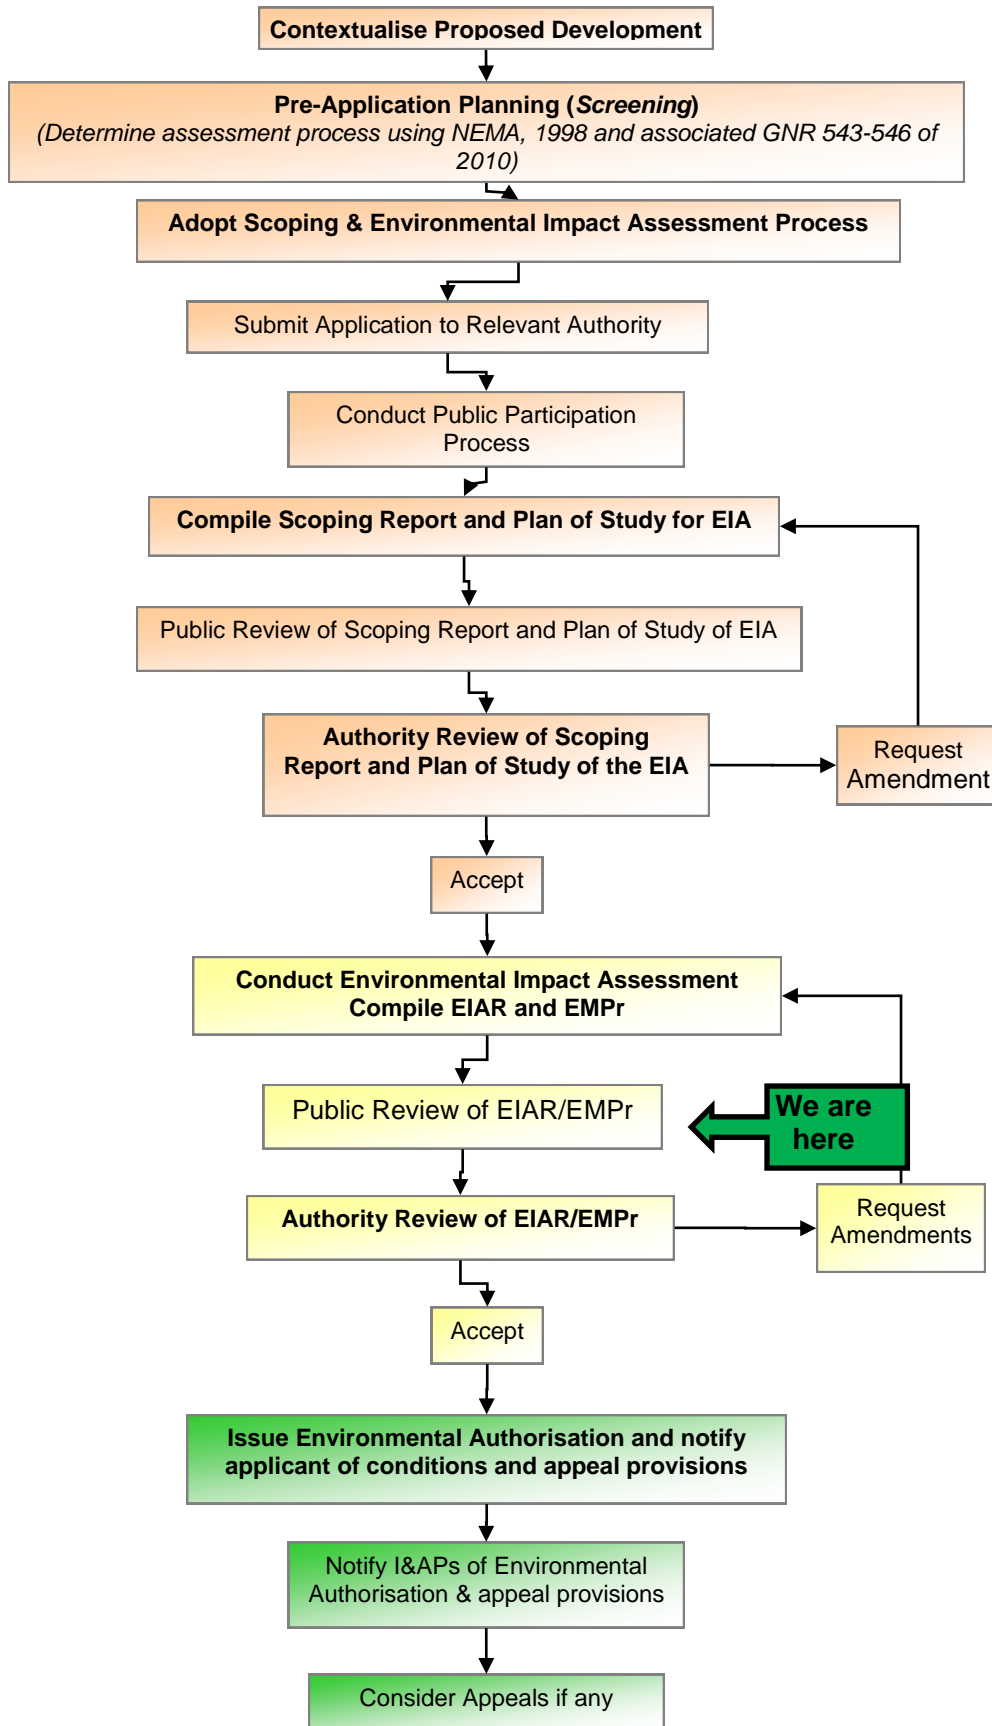 Contextualise Proposed Development
Pre-Application Planning (Screening)
(Determine assessment process using NEMA, 1998 and associated GNR 543-546 of
2010)
Adopt Scoping & Environmental Impact Assessment Process
Submit Application to Relevant Authority
Conduct Public Participation
Process
Compile Scoping Report and Plan of Study for EIA
Public Review of Scoping Report and Plan of Study of EIA
Authority Review of Scoping
Report and Plan of Study of the EIA
Request
Amendment
Accept
Conduct Environmental Impact Assessment
Compile EIAR and EMPr
Public Review of EIAR/EMPr
We are
here
Authority Review of EIAR/EMPr
Request
Amendments
Accept
Issue Environmental Authorisation and notify
applicant of conditions and appeal provisions
Notify I&APs of Environmental
Authorisation & appeal provisions
Consider Appeals if any